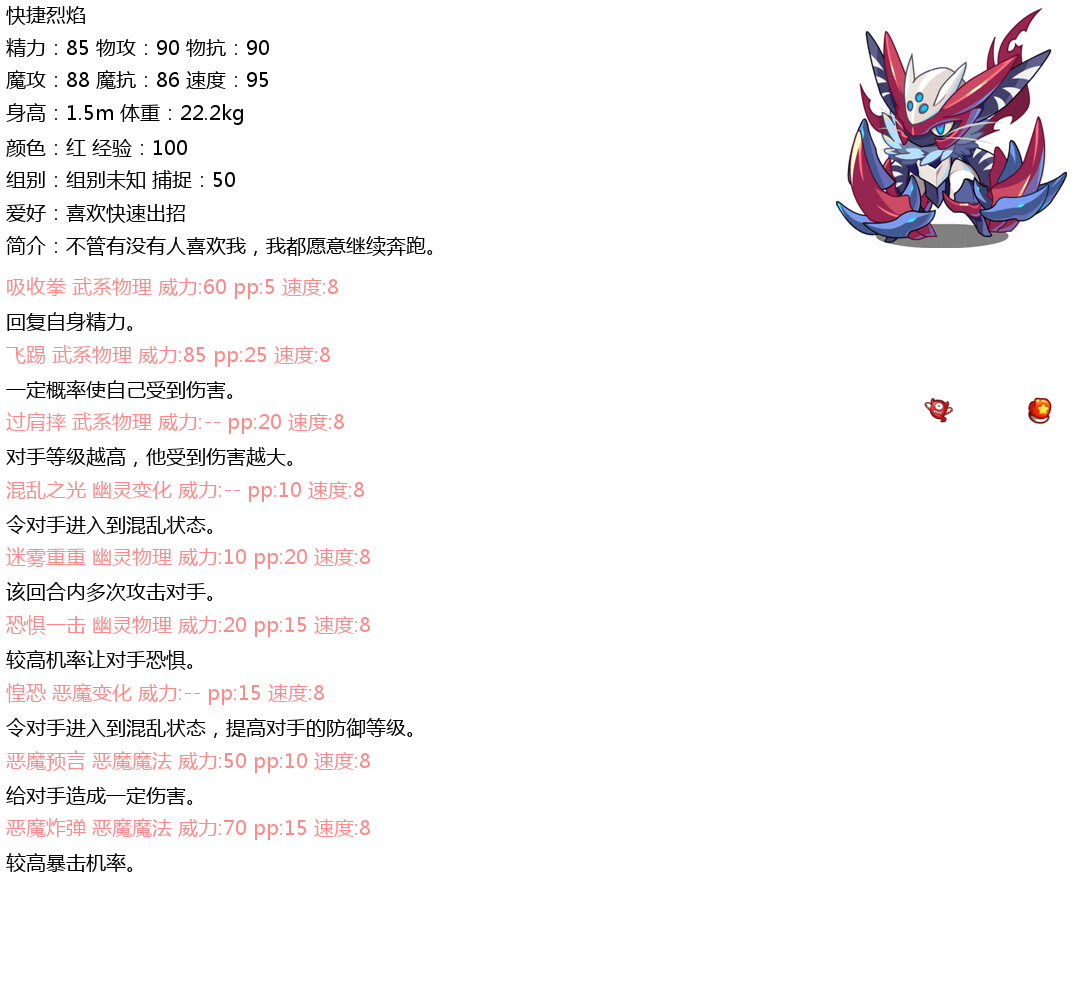 快捷烈焰
精力：85 物攻：90 物抗：90
魔攻：88 魔抗：86 速度：95
身高：1.5m 体重：22.2kg
颜色：红 经验：100
组别：组别未知 捕捉：50
爱好：喜欢快速出招
简介：不管有没有人喜欢我，我都愿意继续奔跑。
吸收拳 武系物理 威力:60 pp:5 速度:8
回复自身精力。
飞踢 武系物理 威力:85 pp:25 速度:8
一定概率使自己受到伤害。
过肩摔 武系物理 威力:-- pp:20 速度:8
对手等级越高，他受到伤害越大。
混乱之光 幽灵变化 威力:-- pp:10 速度:8
令对手进入到混乱状态。
迷雾重重 幽灵物理 威力:10 pp:20 速度:8
该回合内多次攻击对手。
恐惧一击 幽灵物理 威力:20 pp:15 速度:8
较高机率让对手恐惧。
惶恐 恶魔变化 威力:-- pp:15 速度:8
令对手进入到混乱状态，提高对手的防御等级。
恶魔预言 恶魔魔法 威力:50 pp:10 速度:8
给对手造成一定伤害。
恶魔炸弹 恶魔魔法 威力:70 pp:15 速度:8
较高暴击机率。